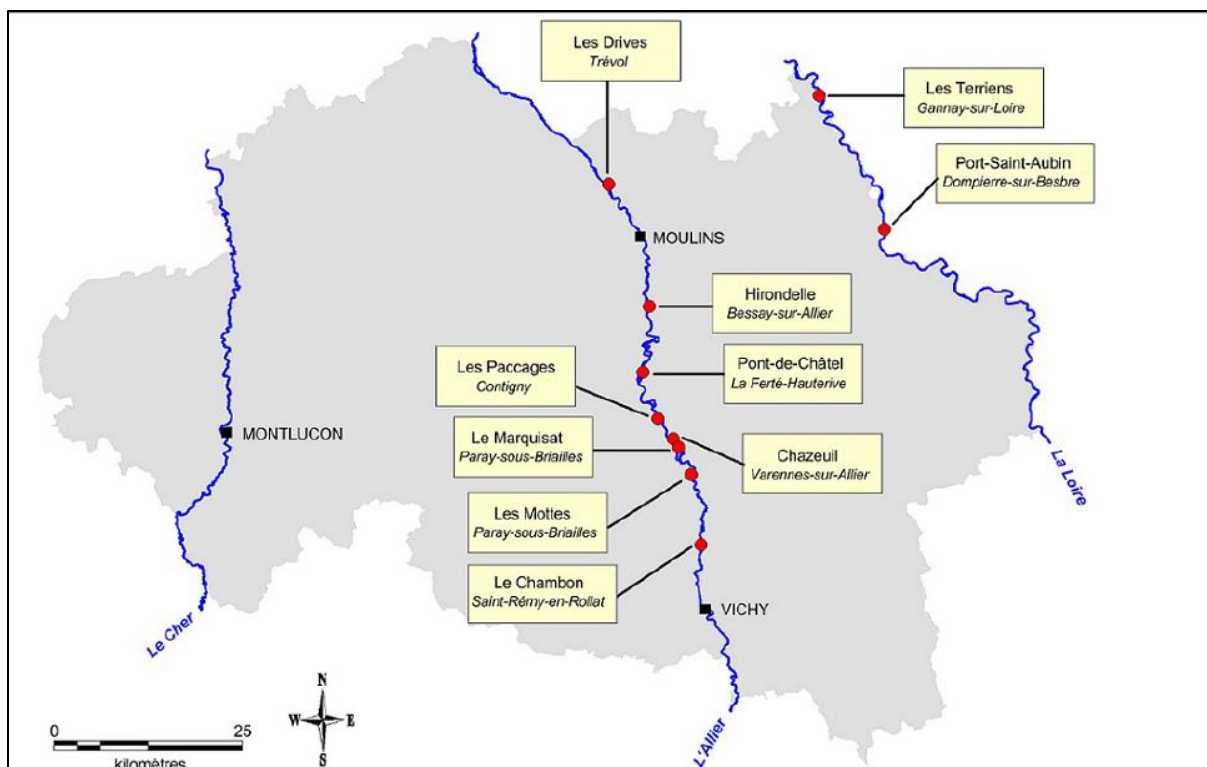 Les Drives
Trévol
Les Terriens
Gannay-sur-Loire
Port-Saint-Aubin
Dompierre-sur-Besbre
MOULINS
Hirondelle
Bessay-sur-Allier
Pont-de-Châtel
La Ferté-Hauterive
Les Paccages
Contigny
MONTLUCON
Le Marquisat
Paray-sous-Briailles
Chazeuil
Varennes-sur-Allier
La Loire
Les Mottes
Paray-sous-Briailles
Le Chambon
Saint-Rémy-en-Rollat
VICHY
Le Cher
L'Allier
N
W E
S
0 25
kilomètres